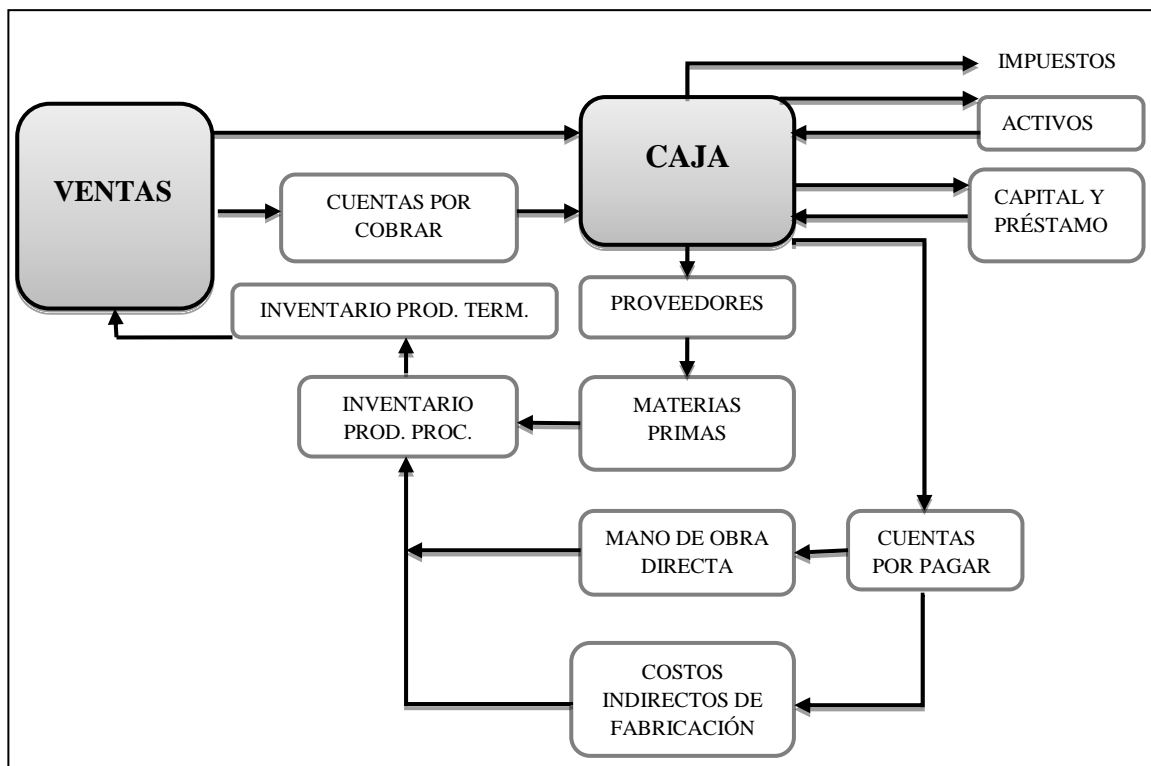 IMPUESTOS
ACTIVOS
CAJA
VENTAS
CUENTAS POR
COBRAR
CAPITAL Y
PRÉSTAMO
INVENTARIO PROD. TERM.
PROVEEDORES
INVENTARIO
PROD. PROC.
MATERIAS
PRIMAS
MANO DE OBRA
DIRECTA
CUENTAS
POR PAGAR
COSTOS
INDIRECTOS DE
FABRICACIÓN